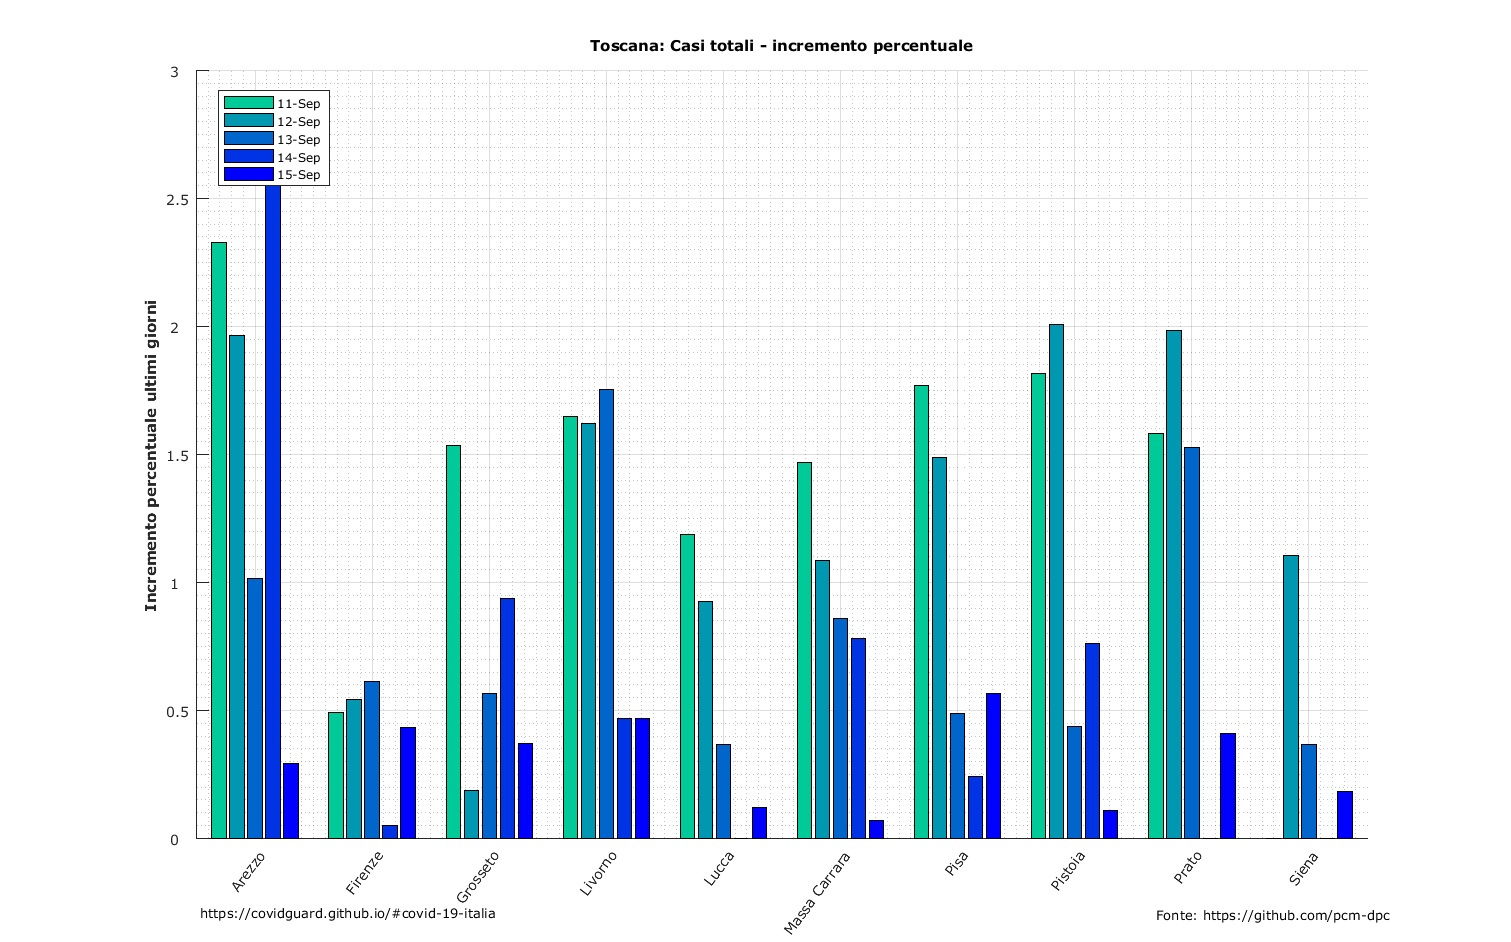 Toscana: Casi totali - incremento percentuale
Incremento percentuale ultimi giorni
3
2.5
2
1.5
1
0.5
0
11-Sep
12-Sep
13-Sep
14-Sep
15-Sep
Arezzo
Firenze
Grosseto
Livorno
Lucca
Massa Carrara
Pisa
Pistoia
Prato
Siena
https://covidguard.github.io/#covid-19-italia
Fonte: https://github.com/pcm-dpc